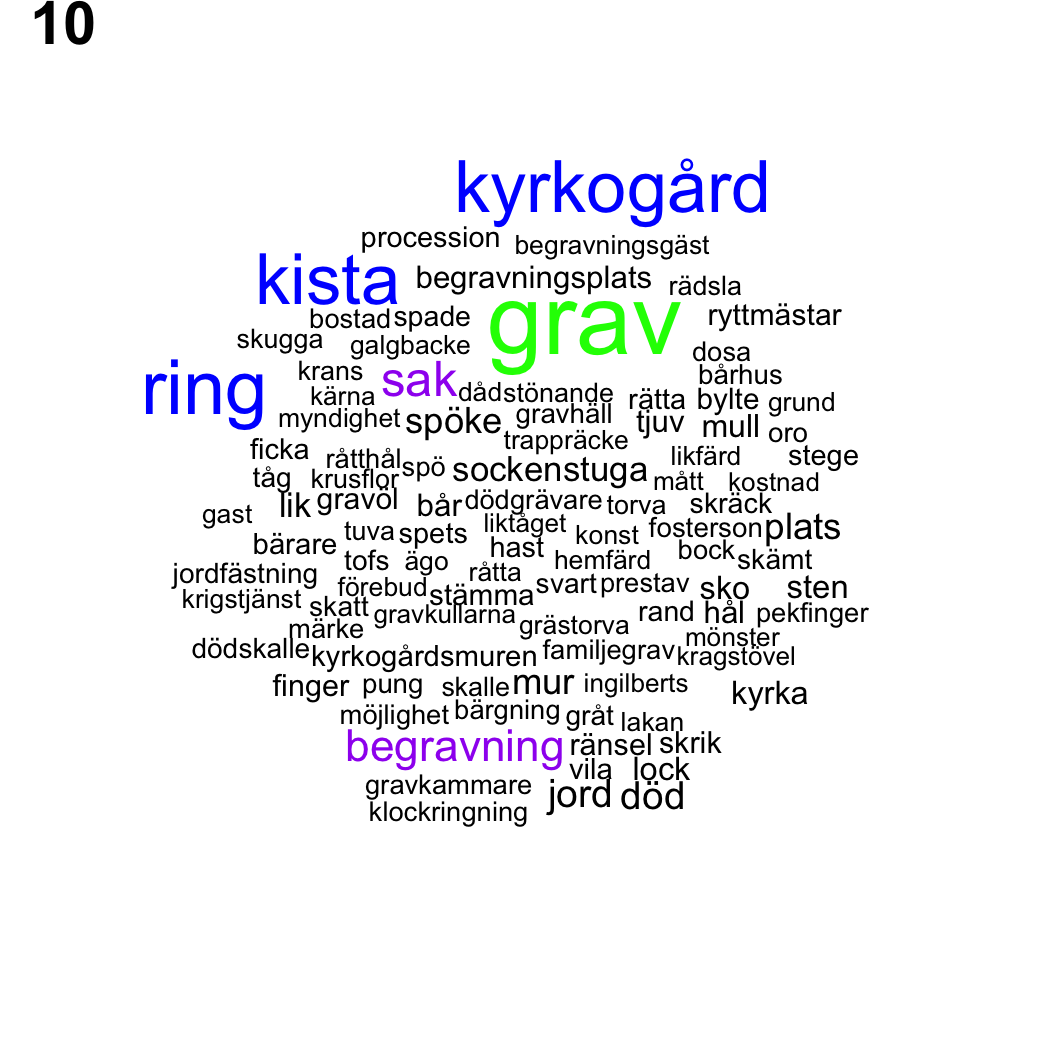 10
kyrkogård
procession begravningsgäst
kista begravningsplats rädsla
bostad spade grav ryttmästar
skugga galgbacke dosa
ring krans sak bårhus
kärna dådstönande rätta bylte grund
myndighet spöke gravhäll tjuv mull oro
trappräcke
ficka råtthål spö sockenstuga likfärd stege
tåg krusflor mått kostnad
gast lik gravöl bår dödgrävare torva skräck
tuva spets liktåget konst fosterson plats
bärare tofs ägo hast hemfärd bock skämt
jordfästning förebud råtta svart prestav sko sten
krigstjänst skatt stämma
gravkullarna rand hål pekfinger
märke grästorva mönster
dödskalle kyrkogårdsmuren familjegrav kragstövel
finger pung skalle mur ingilberts kyrka
möjlighet bärgning gråt lakan
begravning ränsel skrik
vila lock
gravkammare jord död
klockringning